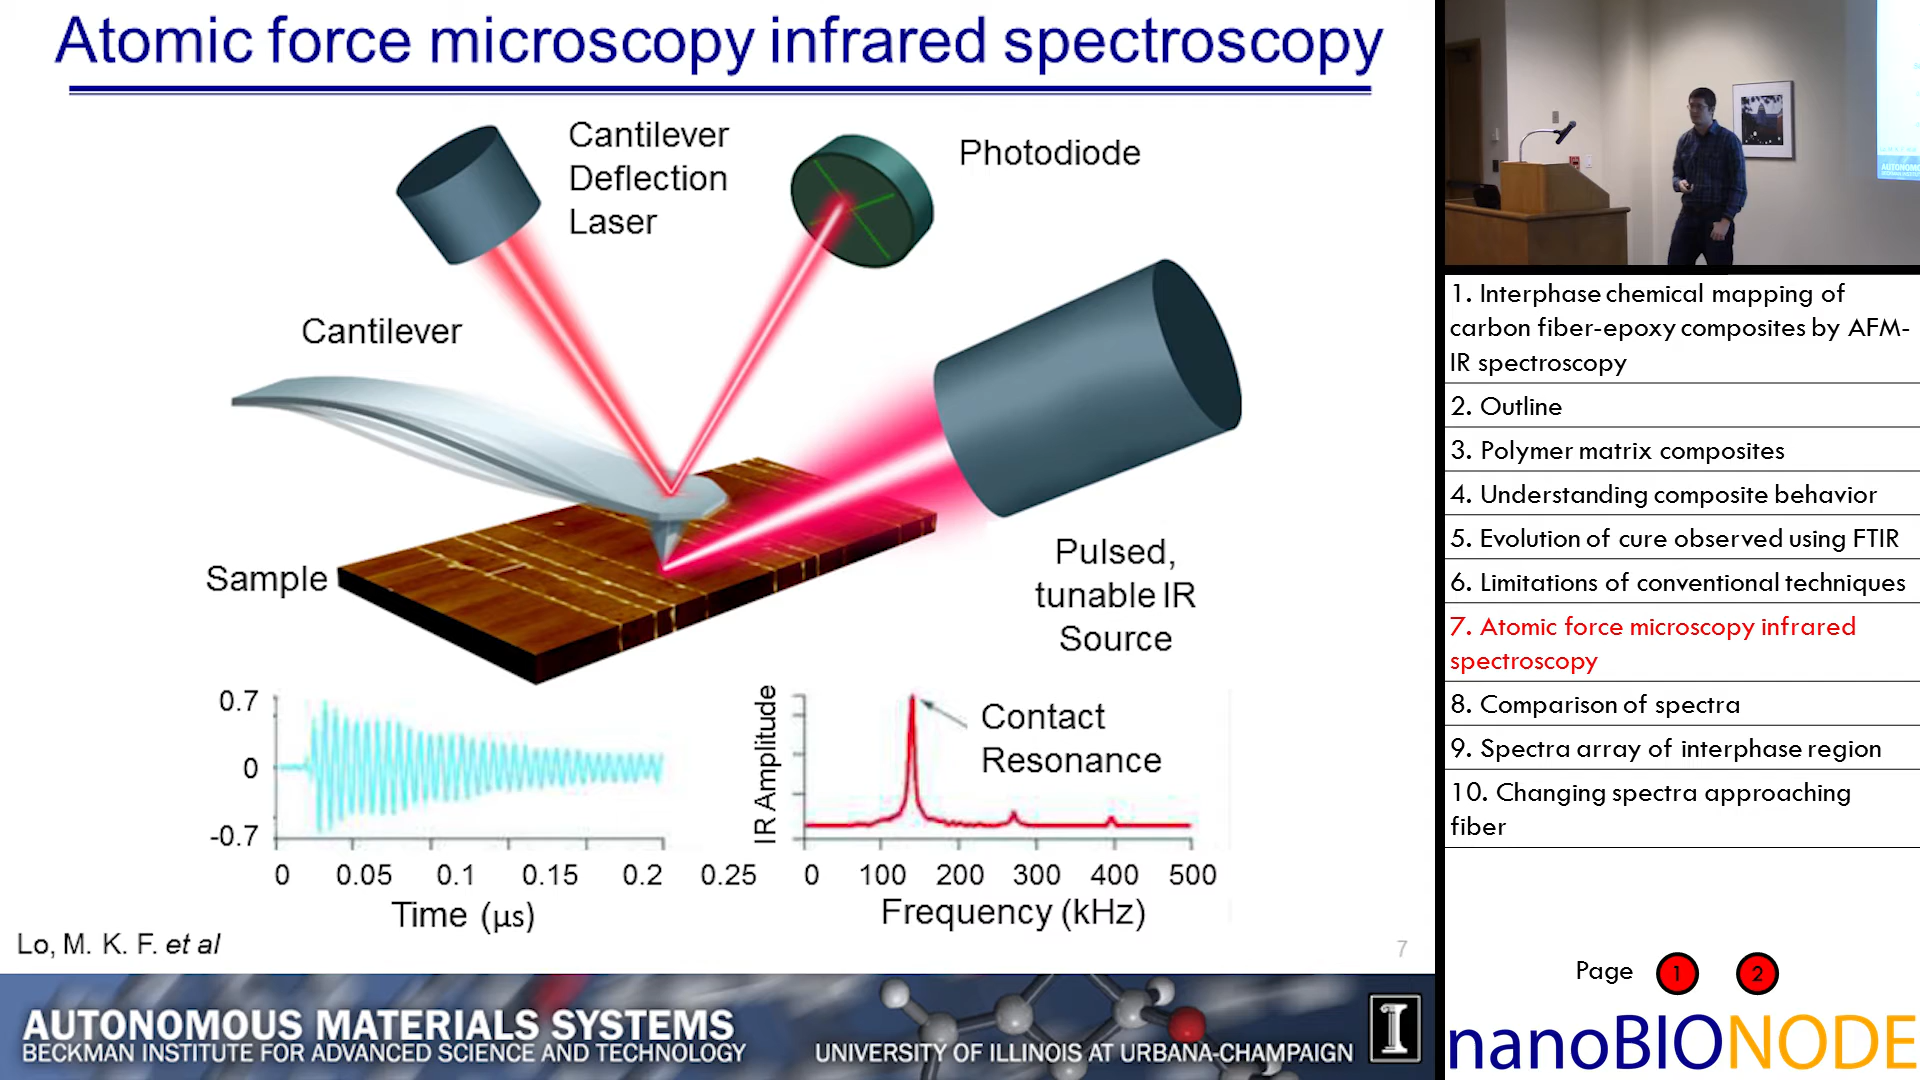 Atomic force microscopy infrared spectroscopy
Cantilever
Deflection
Laser
Photodiode
Cantilever
Sample
Pulsed,
tunable IR
Source
0.7
0
-0.7
0 0.05 0.1 0.15 0.2 0.25
Time (µs)
IR Amplitude
Contact
Resonance
0 100 200 300 400 500
Frequency (kHz)
Lo, M. K. F. et al
7
AUTONOMOUS MATERIALS SYSTEMS
BECKMAN INSTITUTE FOR ADVANCED SCIENCE AND TECHNOLOGY
UNIVERSITY OF ILLINOIS AT URBANA-CHAMPAIGN
I
AUTONOMOUS
1. Interphase chemical mapping of
carbon fiber-epoxy composites by AFM-
IR spectroscopy
2. Outline
3. Polymer matrix composites
4. Understanding composite behavior
5. Evolution of cure observed using FTIR
6. Limitations of conventional techniques
7. Atomic force microscopy infrared
spectroscopy
8. Comparison of spectra
9. Spectra array of interphase region
10. Changing spectra approaching
fiber
Page 1 2
nanoBIONODE